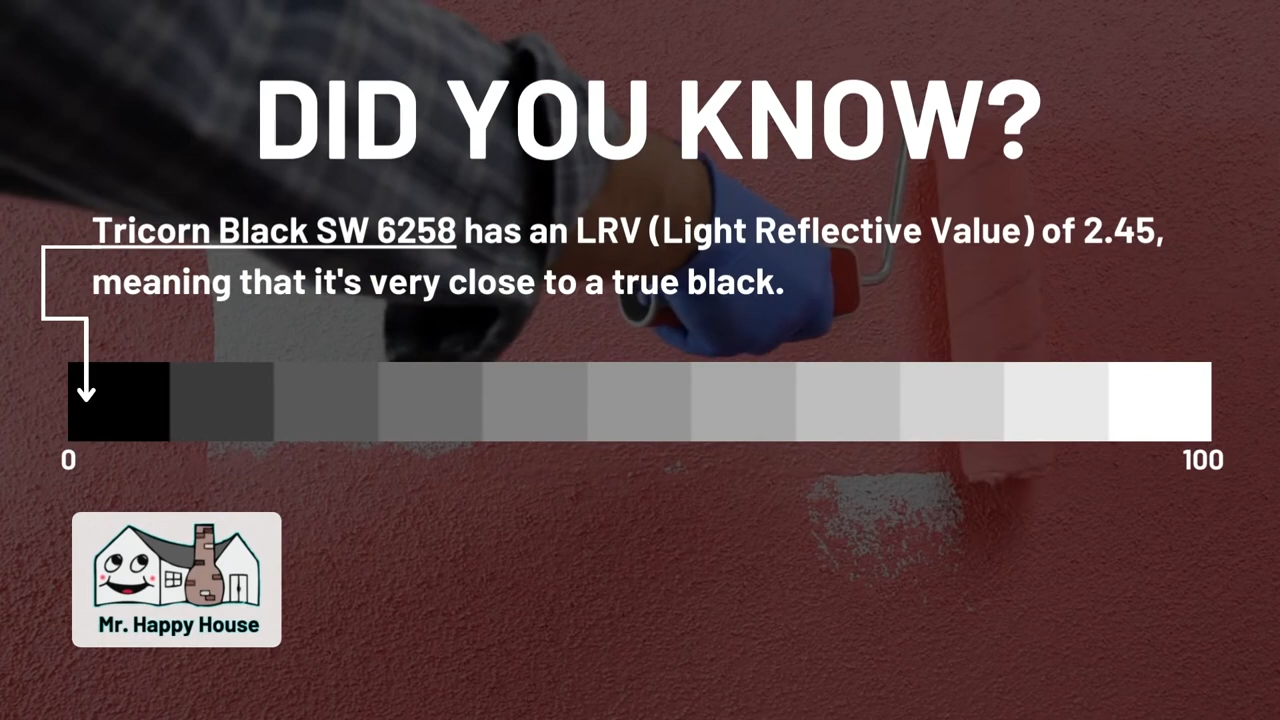 DID YOU KNOW?
Tricorn Black SW 6258 has an LRV (Light Reflective Value) of 2.45,
meaning that it's very close to a true black.
0
100
Mr. Happy House